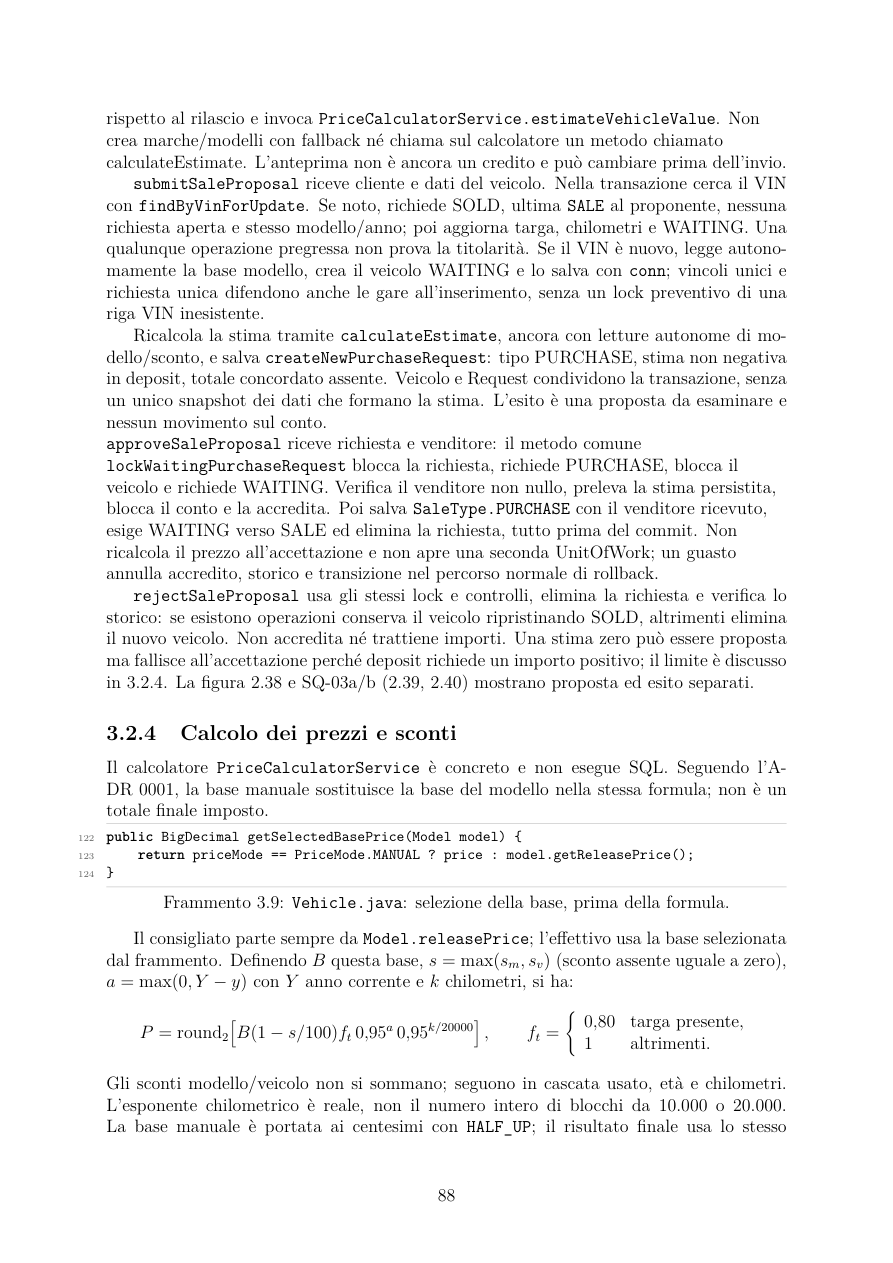 rispetto al rilascio e invoca PriceCalculatorService.estimateVehicleValue. Non
crea marche/modelli con fallback né chiama sul calcolatore un metodo chiamato
calculateEstimate. L'anteprima non è ancora un credito e può cambiare prima dell'invio.
submitSaleProposal riceve cliente e dati del veicolo. Nella transazione cerca il VIN
con findByVinForUpdate. Se noto, richiede SOLD, ultima SALE al proponente, nessuna
richiesta aperta e stesso modello/anno; poi aggiorna targa, chilometri e WAITING. Una
qualunque operazione pregressa non prova la titolarità. Se il VIN è nuovo, legge autono-
mamente la base modello, crea il veicolo WAITING e lo salva con conn; vincoli unici e
richiesta unica difendono anche le gare all'inserimento, senza un lock preventivo di una
riga VIN inesistente.
Ricalcola la stima tramite calculateEstimate, ancora con letture autonome di mo-
dello/sconto, e salva createNewPurchaseRequest: tipo PURCHASE, stima non negativa
in deposit, totale concordato assente. Veicolo e Request condividono la transazione, senza
un unico snapshot dei dati che formano la stima. L'esito è una proposta da esaminare e
nessun movimento sul conto.
approveSaleProposal riceve richiesta e venditore: il metodo comune
lockWaitingPurchaseRequest blocca la richiesta, richiede PURCHASE, blocca il
veicolo e richiede WAITING. Verifica il venditore non nullo, preleva la stima persistita,
blocca il conto e la accredita. Poi salva SaleType.PURCHASE con il venditore ricevuto,
esige WAITING verso SALE ed elimina la richiesta, tutto prima del commit. Non
ricalcola il prezzo all'accettazione e non apre una seconda UnitOfWork; un guasto
annulla accredito, storico e transizione nel percorso normale di rollback.
rejectSaleProposal usa gli stessi lock e controlli, elimina la richiesta e verifica lo
storico: se esistono operazioni conserva il veicolo ripristinando SOLD, altrimenti elimina
il nuovo veicolo. Non accredita né trattiene importi. Una stima zero può essere proposta
ma fallisce all'accettazione perché deposit richiede un importo positivo; il limite è discusso
in 3.2.4. La figura 2.38 e SQ-03a/b (2.39, 2.40) mostrano proposta ed esito separati.
3.2.4 Calcolo dei prezzi e sconti
Il calcolatore PriceCalculatorService è concreto e non esegue SQL. Seguendo l'A-
DR 0001, la base manuale sostituisce la base del modello nella stessa formula; non è un
totale finale imposto.
122 public BigDecimal getSelectedBasePrice(Model model) {
123 return priceMode == PriceMode.MANUAL ? price : model.getReleasePrice();
124 }
Frammento 3.9: Vehicle.java: selezione della base, prima della formula.
Il consigliato parte sempre da Model.releasePrice; l'effettivo usa la base selezionata
dal frammento. Definendo B questa base, s = max(s_m, s_v) (sconto assente uguale a zero),
a = max(0, Y − y) con Y anno corrente e k chilometri, si ha:
P = round_2[B(1 − s/100)f_t 0,95^a 0,95^{k/20000}], f_t = { 0,80 targa presente,
1 altrimenti.
Gli sconti modello/veicolo non si sommano; seguono in cascata usato, età e chilometri.
L'esponente chilometrico è reale, non il numero intero di blocchi da 10.000 o 20.000.
La base manuale è portata ai centesimi con HALF_UP; il risultato finale usa lo stesso
88